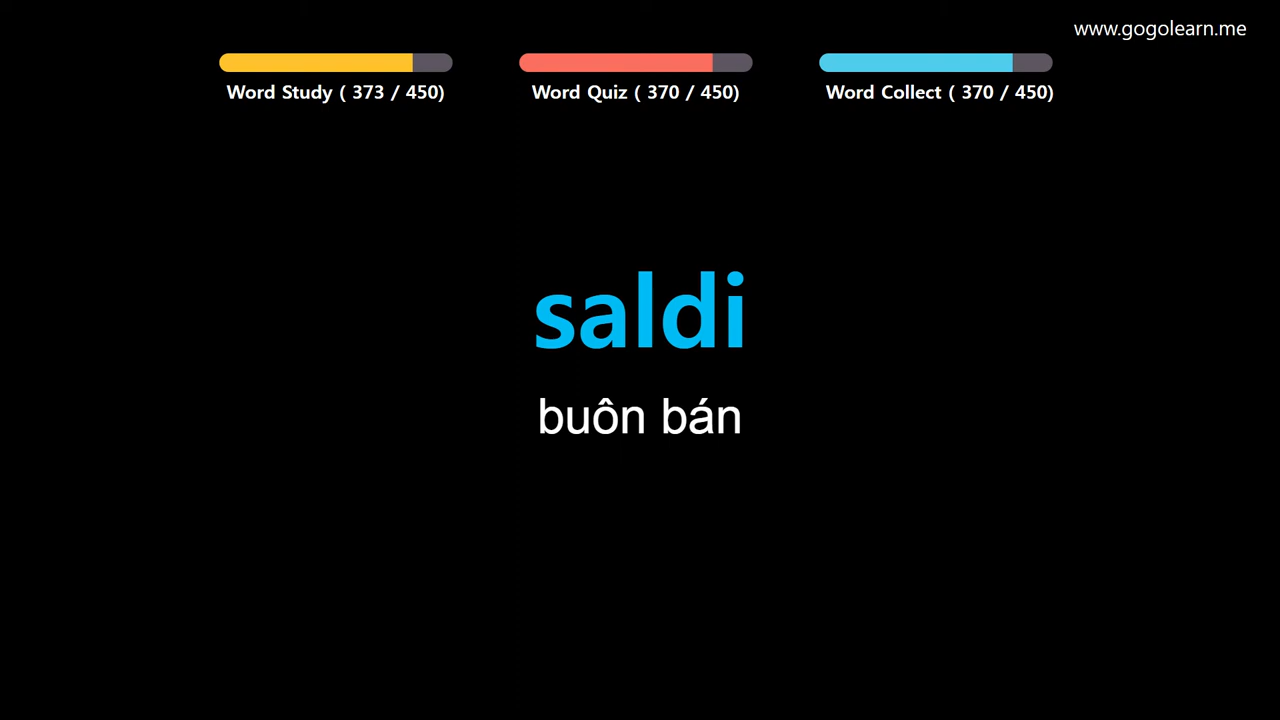 www.gogolearn.me
Word Study ( 373 / 450)
Word Quiz ( 370 / 450)
Word Collect ( 370 / 450)
saldi
buôn bán